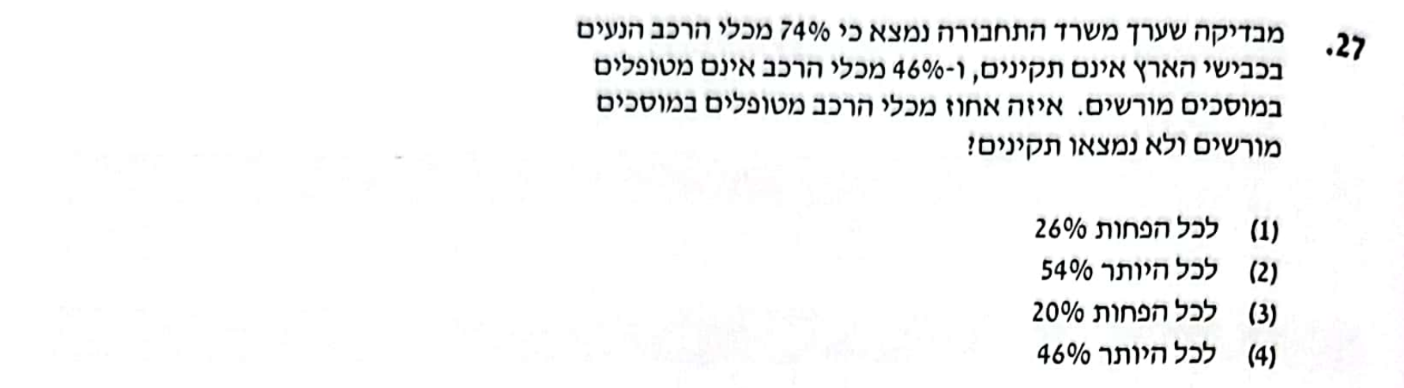 27. מבדיקה שערך משרד התחבורה נמצא כי 74% מכלי הרכב הנעים
בכבישי הארץ אינם תקינים, ו-46% מכלי הרכב אינם מטופלים
במוסכים מורשים. איזה אחוז מכלי הרכב מטופלים במוסכים
מורשים ולא נמצאו תקינים?
(1) לכל הפחות 26%
(2) לכל היותר 54%
(3) לכל הפחות 20%
(4) לכל היותר 46%